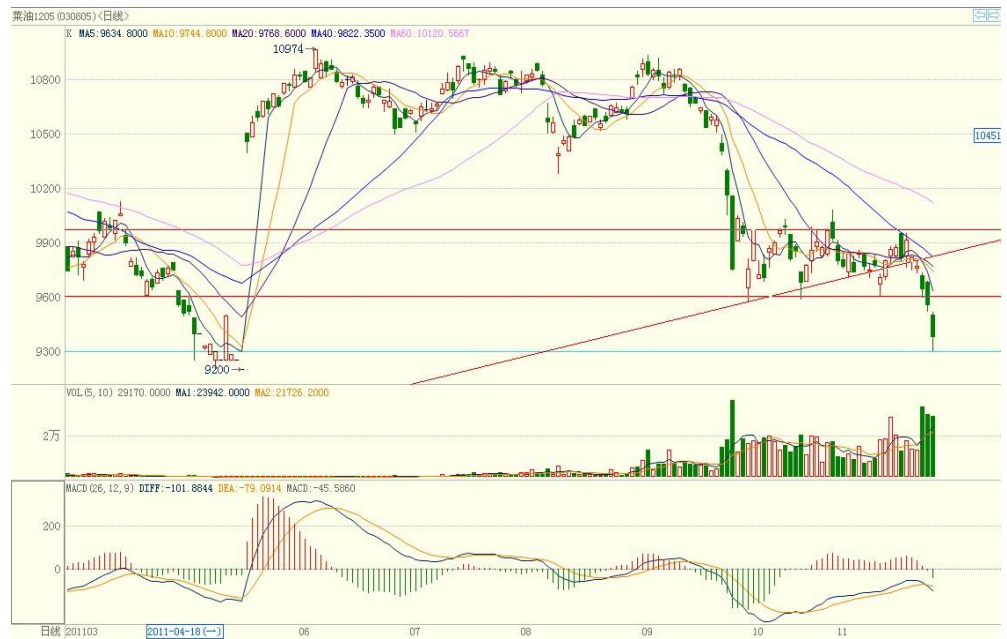 菜油1205(030805)<日线>
K MA5:9634.8000 MA10:9744.8000 MA20:9768.6000 MA40:9822.3500 MA60:10120.5667
10974
10800
10500
10451
10200
9900
9600
9300
9200
VOL(5,10) 29170.0000 MA1:23942.0000 MA2:21726.2000
2万
MACD(26,12,9) DIFF:-101.8844 DEA:-79.0914 MACD:-45.5860
200
0
日线 201103 2011-04-18(一) 06 07 08 09 10 11